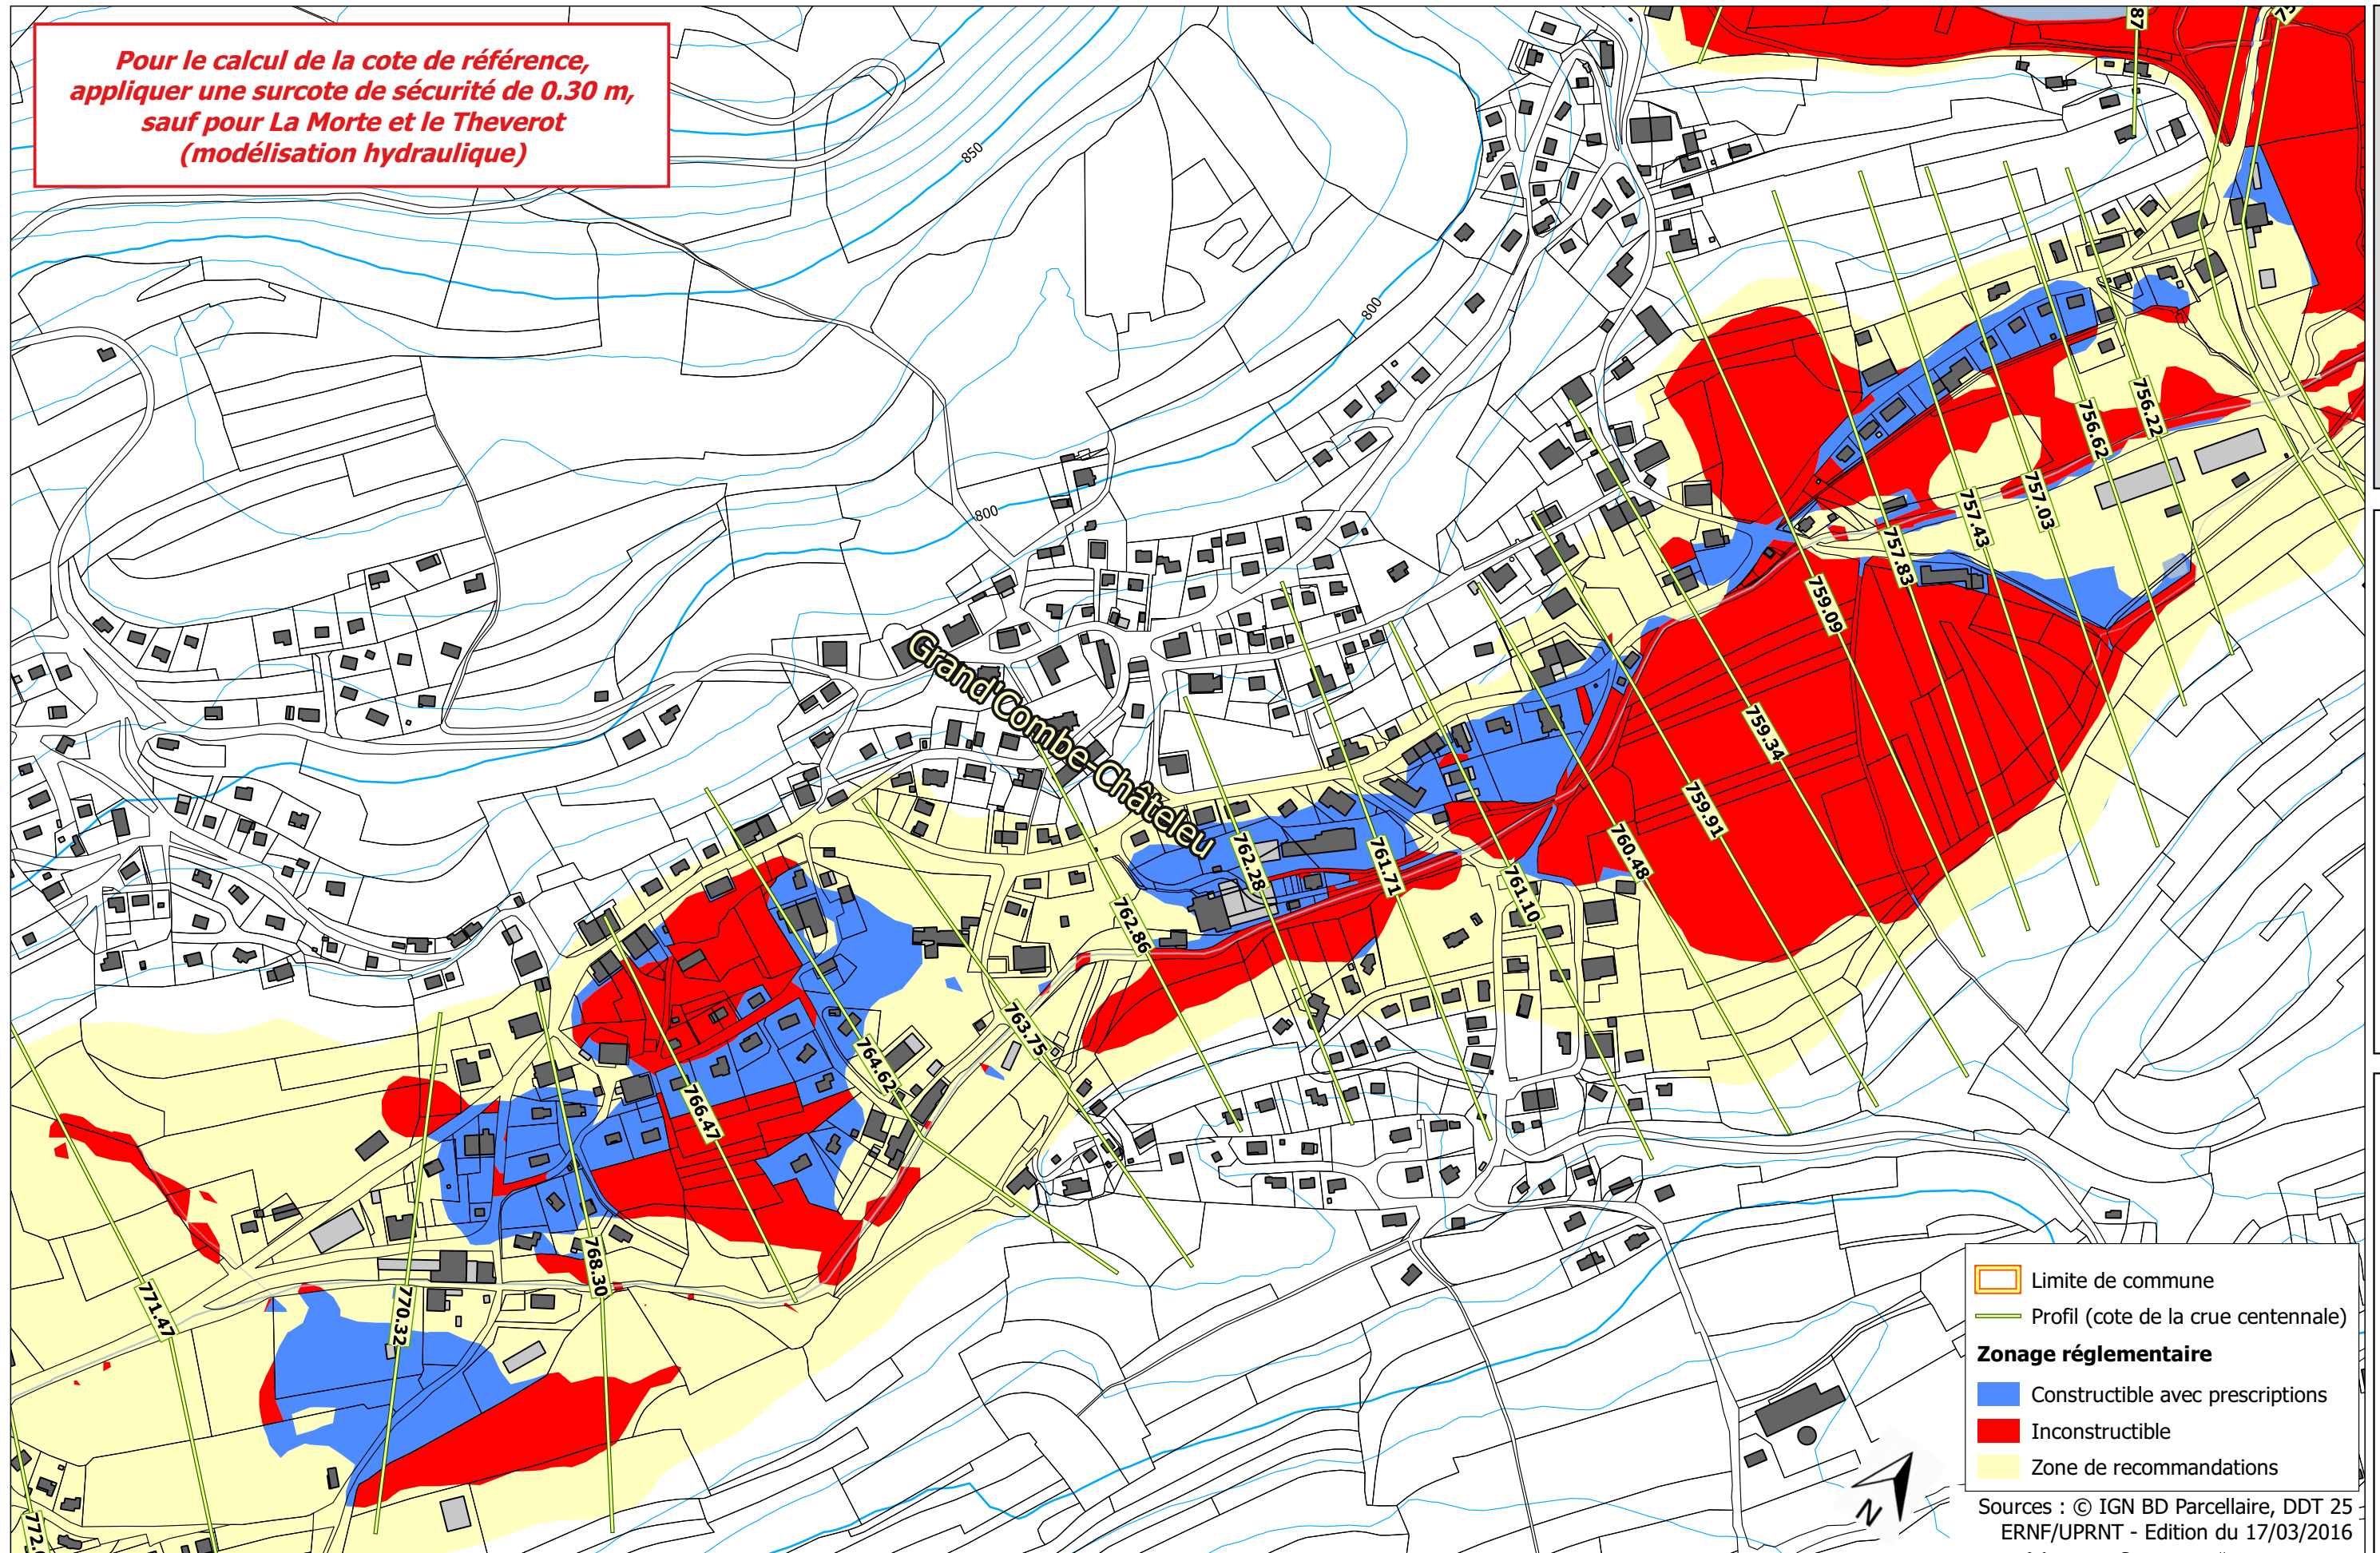 Pour le calcul de la cote de référence,
appliquer une surcote de sécurité de 0.30 m,
sauf pour La Morte et le Theverot
(modélisation hydraulique)
87
850
800
800
756.22
756.62
757.03
757.43
757.83
759.09
759.34
759.91
760.48
761.10
761.71
762.28
762.86
763.75
764.62
766.47
768.30
770.32
771.47
772.
Grand'Combe-Châteleu
Limite de commune
Profil (cote de la crue centennale)
Zonage réglementaire
Constructible avec prescriptions
Inconstructible
Zone de recommandations
N
Sources : © IGN BD Parcellaire, DDT 25
ERNF/UPRNT - Edition du 17/03/2016